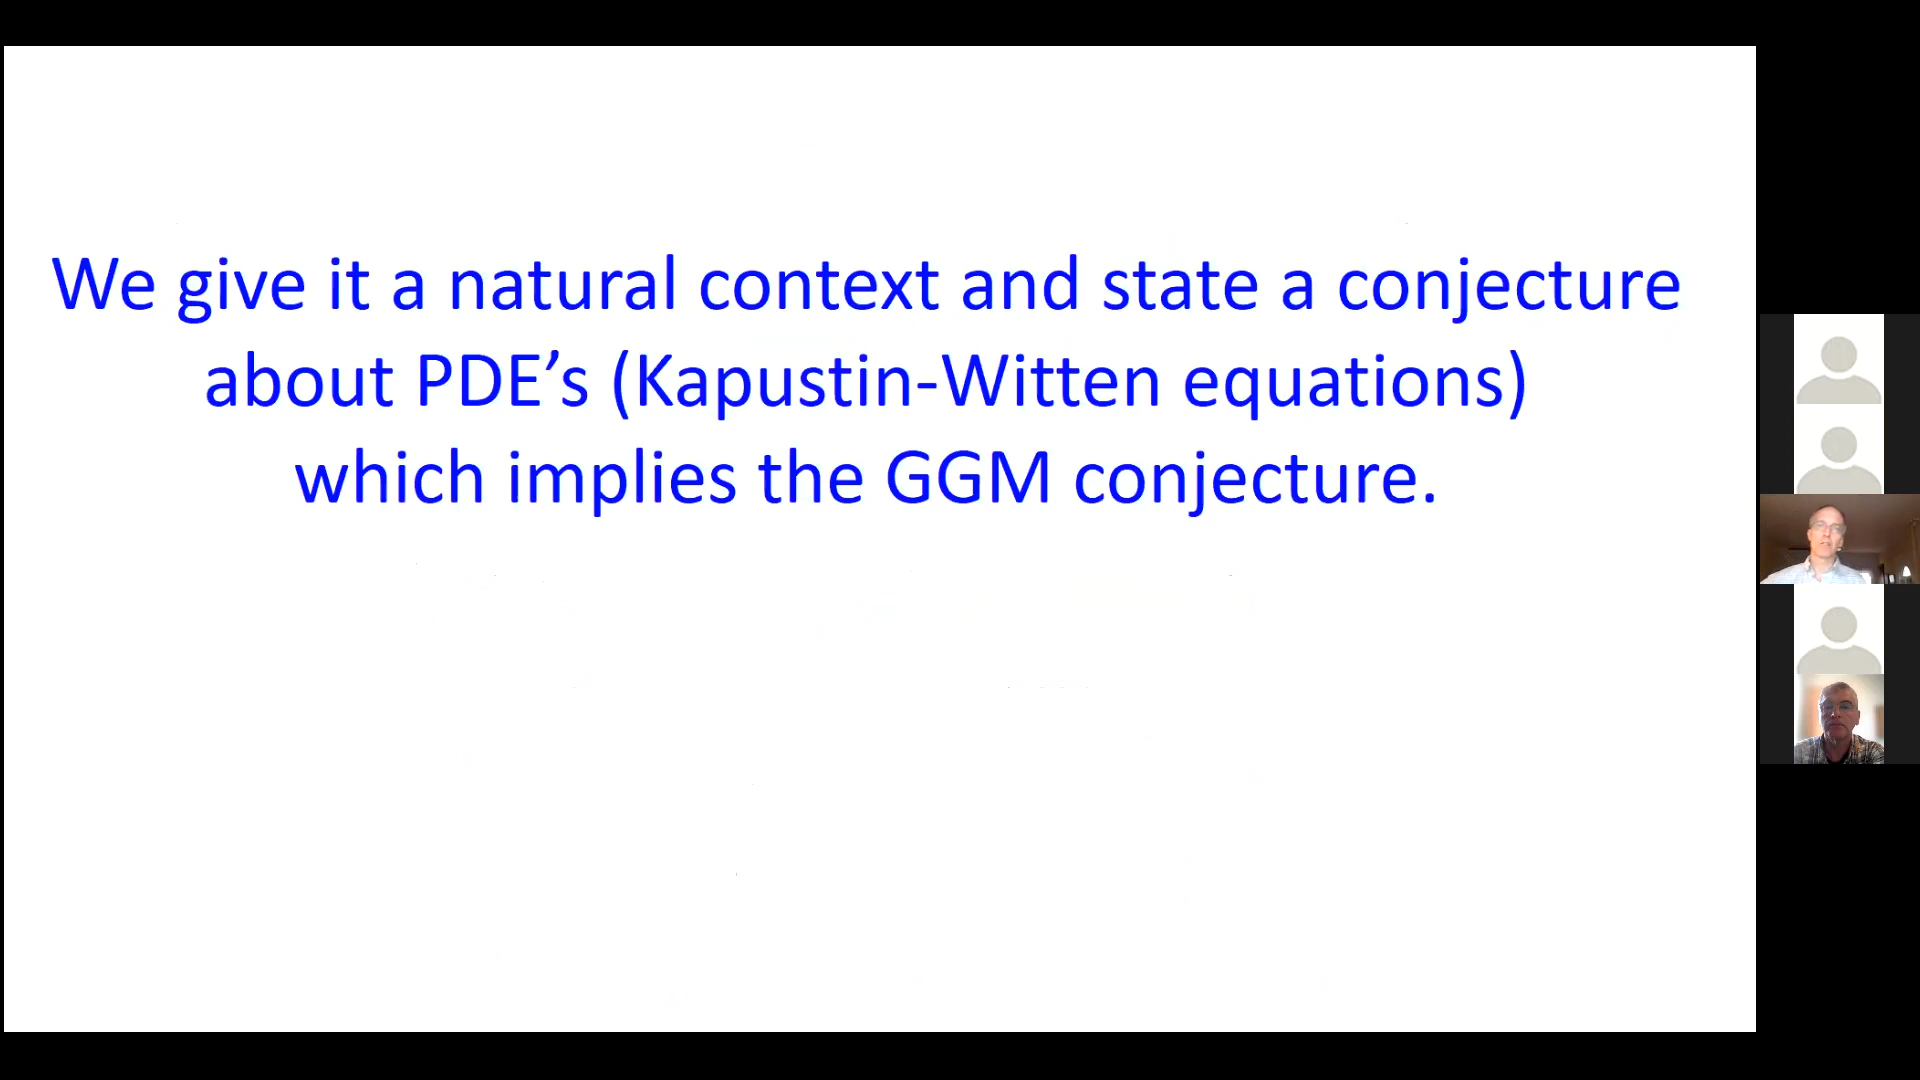 We give it a natural context and state a conjecture
about PDE’s (Kapustin-Witten equations)
which implies the GGM conjecture.